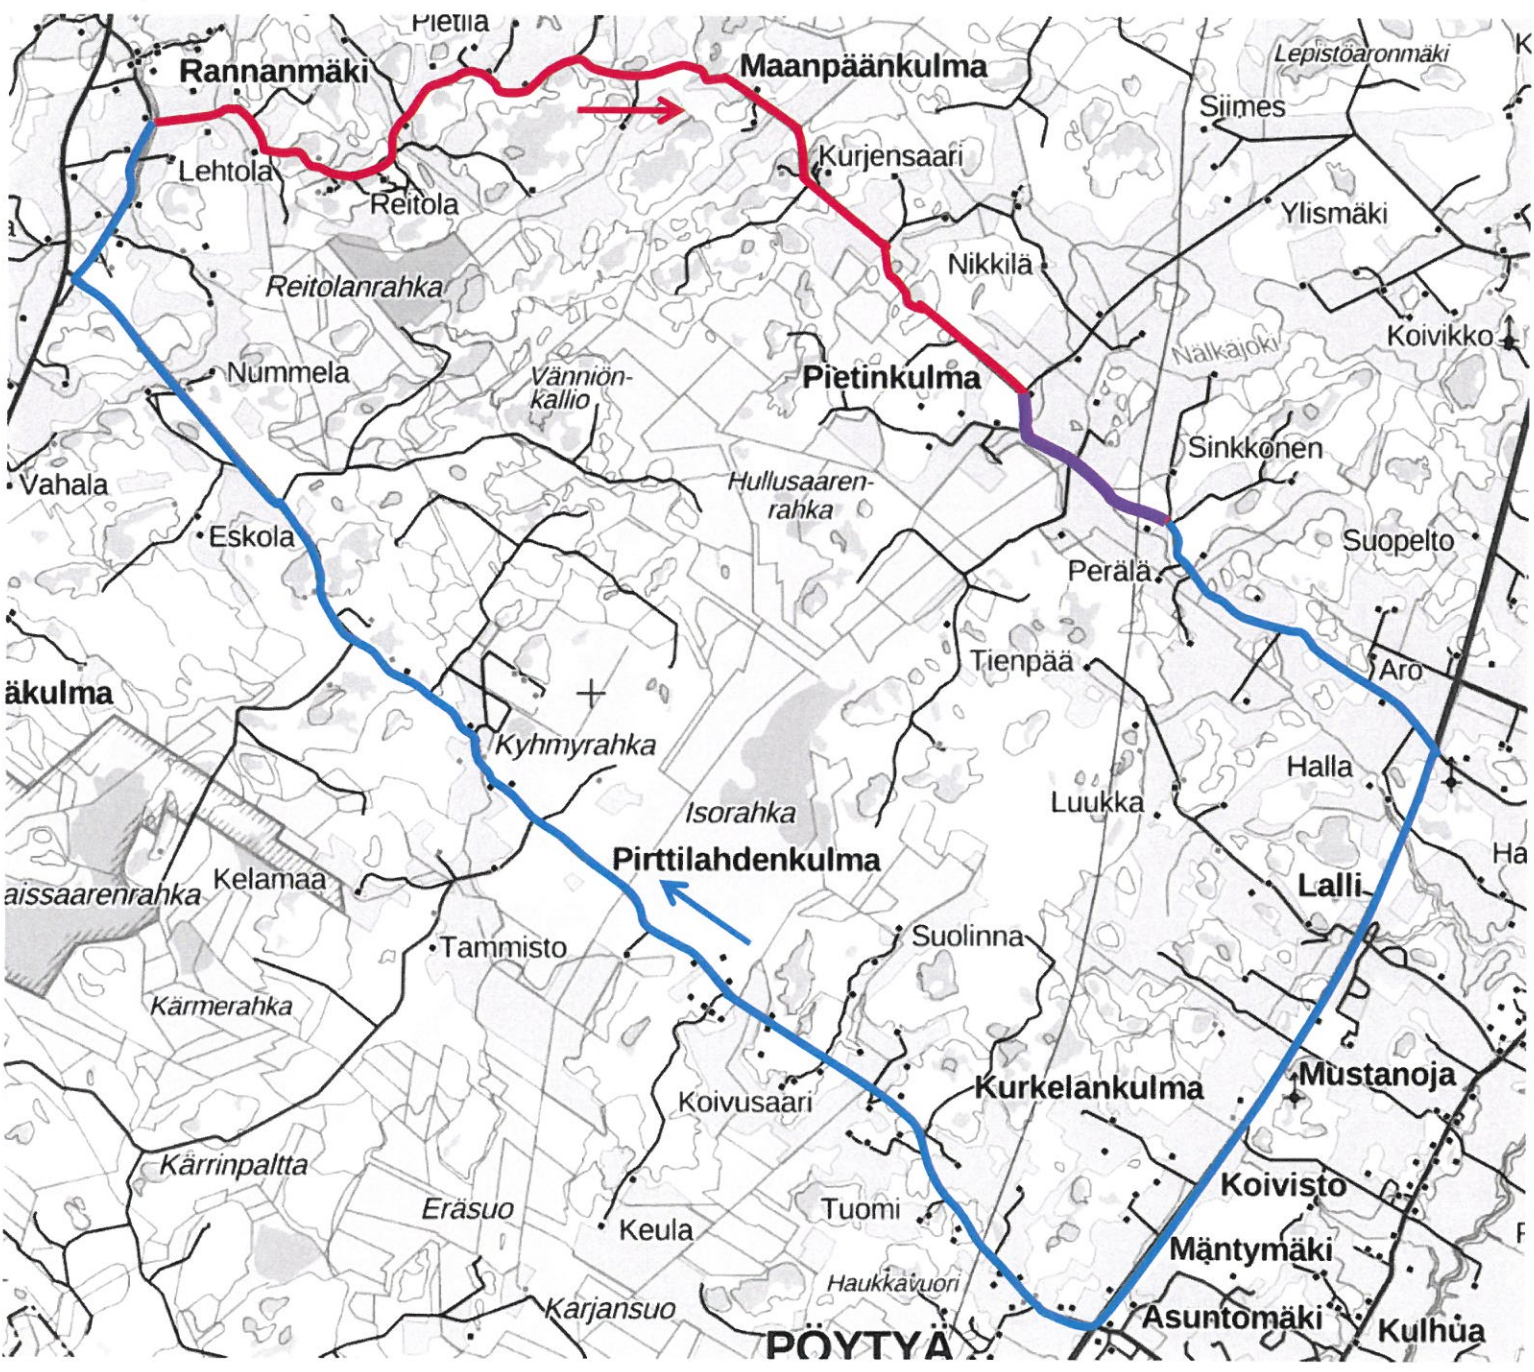 Pietilä
Rannanmäki
Maanpäänkulma
Lepistöaronmäki
K
Siimes
Lehtola
Kurjensaari
Reitola
Ylismäki
a
Nikkilä
Reitolanrahka
Koivikko
Nälkäjoki
Nummela
Vänniön-
kallio
Pietinkulma
Sinkkonen
Vahala
Hullusaaren-
rahka
Eskola
Suopelto
Perälä
Tienpää
Aro
äkulma
Kyhmyrahka
Halla
Luukka
Isorahka
Ha
Pirttilahdenkulma
Kelamaa
Lalli
aissaarenrahka
Suolinna
Tammisto
Kärmerahka
Mustanoja
Kurkelankulma
Koivusaari
Kärrinpaltta
Koivisto
Eräsuo
Tuomi
Keula
Mäntymäki
Haukkavuori
Karjansuo
Asuntomäki
Kulhua
PÖYTYÄ